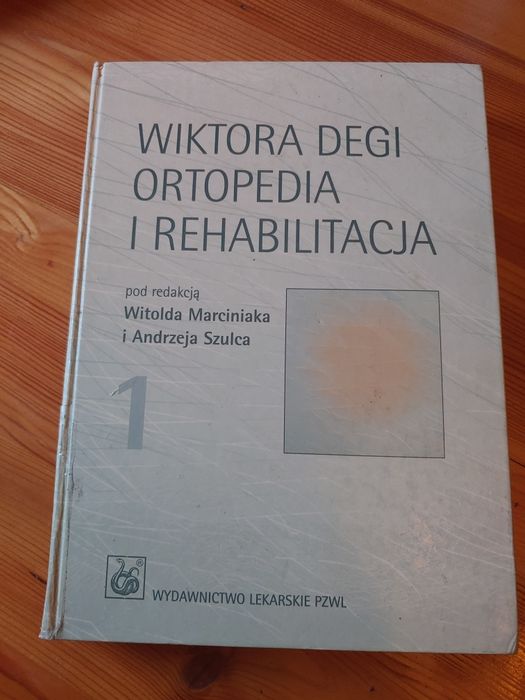 WIKTORA DEGI
ORTOPEDIA
I REHABILITACJA
pod redakcją
Witolda Marciniaka
i Andrzeja Szulca
1
®
WYDAWNICTWO LEKARSKIE PZWL